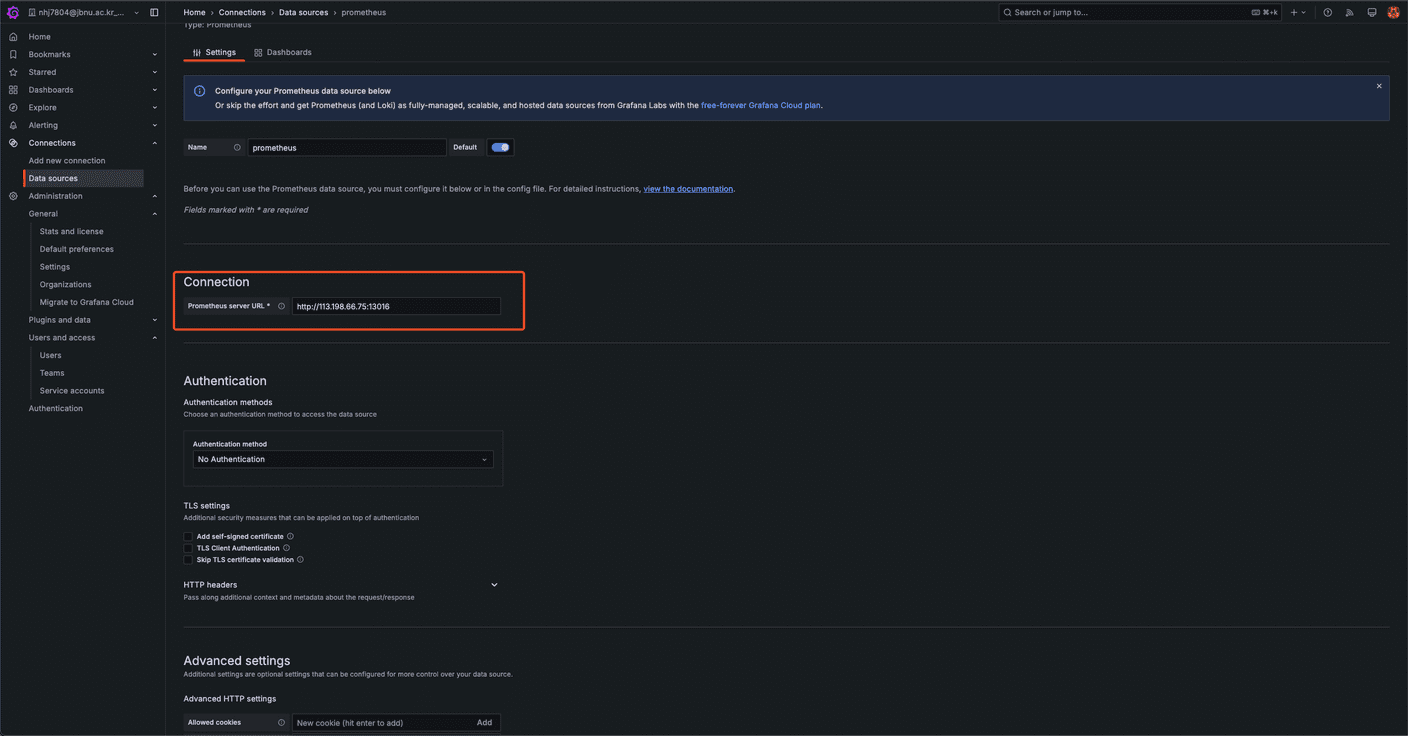 nhj7804@jbnu.ac.kr_...
Home › Connections › Data sources › prometheus
Search or jump to...
⌘+k
Home
Bookmarks
Starred
Dashboards
Explore
Alerting
Connections
Add new connection
Data sources
Administration
General
Stats and license
Default preferences
Settings
Organizations
Migrate to Grafana Cloud
Plugins and data
Users and access
Users
Teams
Service accounts
Authentication
Type: Prometheus
Settings
Dashboards
Configure your Prometheus data source below
Or skip the effort and get Prometheus (and Loki) as fully-managed, scalable, and hosted data sources from Grafana Labs with the free-forever Grafana Cloud plan.
Name
prometheus
Default
Before you can use the Prometheus data source, you must configure it below or in the config file. For detailed instructions, view the documentation.
Fields marked with * are required
Connection
Prometheus server URL *
http://113.198.66.75:13016
Authentication
Authentication methods
Choose an authentication method to access the data source
Authentication method
No Authentication
TLS settings
Additional security measures that can be applied on top of authentication
Add self-signed certificate
TLS Client Authentication
Skip TLS certificate validation
HTTP headers
Pass along additional context and metadata about the request/response
Advanced settings
Additional settings are optional settings that can be configured for more control over your data source.
Advanced HTTP settings
Allowed cookies
New cookie (hit enter to add)
Add